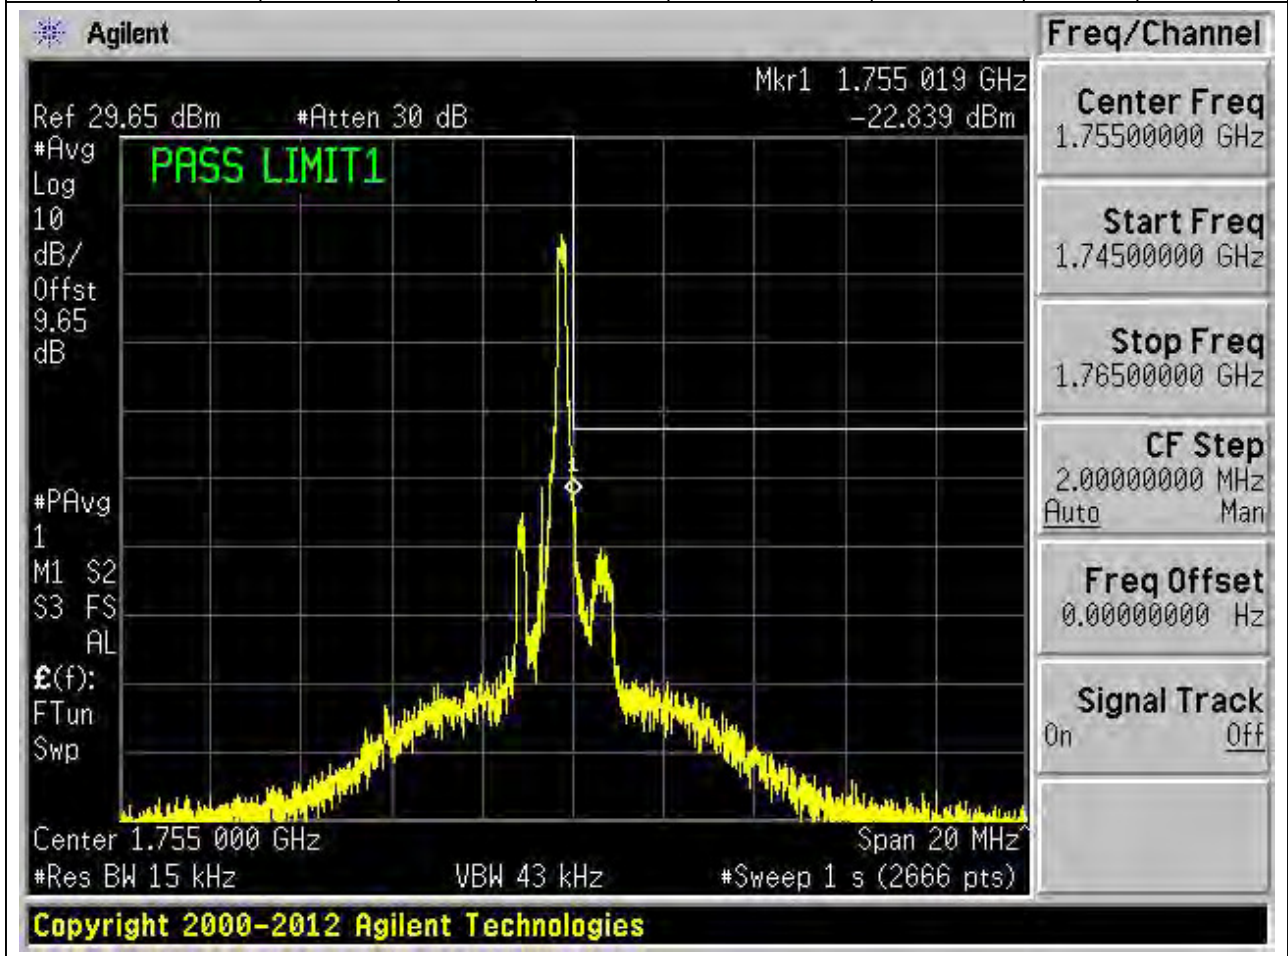 Agilent
Freq/Channel
Mkr1 1.755 019 GHz
Ref 29.65 dBm #Atten 30 dB -22.839 dBm
#Avg
Log
10
dB/
Offst
9.65
dB
PASS LIMIT1
1
#PAvg
1
M1 S2
S3 FS
AL
£(f):
FTun
Swp
Center 1.755 000 GHz Span 20 MHz^
#Res BW 15 kHz VBW 43 kHz #Sweep 1 s (2666 pts)
Center Freq
1.75500000 GHz
Start Freq
1.74500000 GHz
Stop Freq
1.76500000 GHz
CF Step
2.00000000 MHz
Auto Man
Freq Offset
0.00000000 Hz
Signal Track
On Off
Copyright 2000-2012 Agilent Technologies